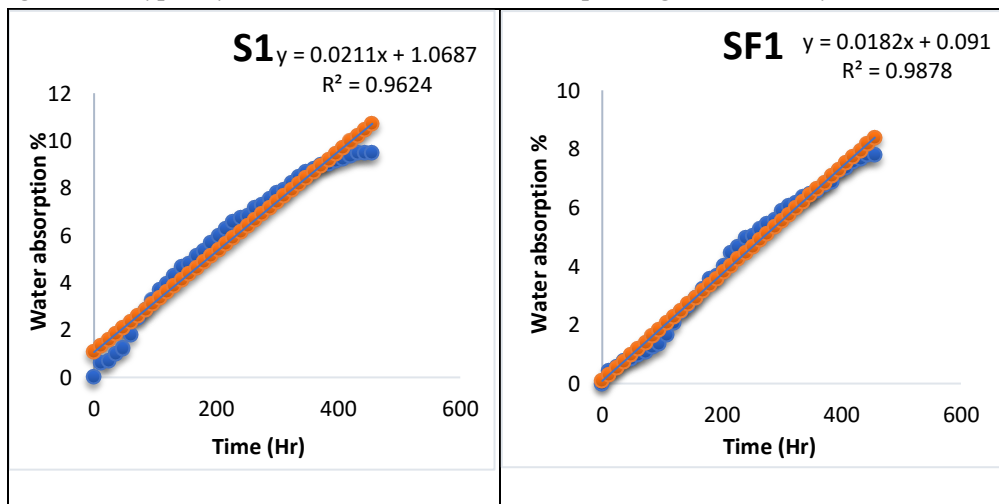 S1
y = 0.0211x + 1.0687
R² = 0.9624
Water absorption %
12
10
8
6
4
2
0
0 200 400 600
Time (Hr)
SF1
y = 0.0182x + 0.091
R² = 0.9878
Water absorption %
10
8
6
4
2
0
0 200 400 600
Time (Hr)